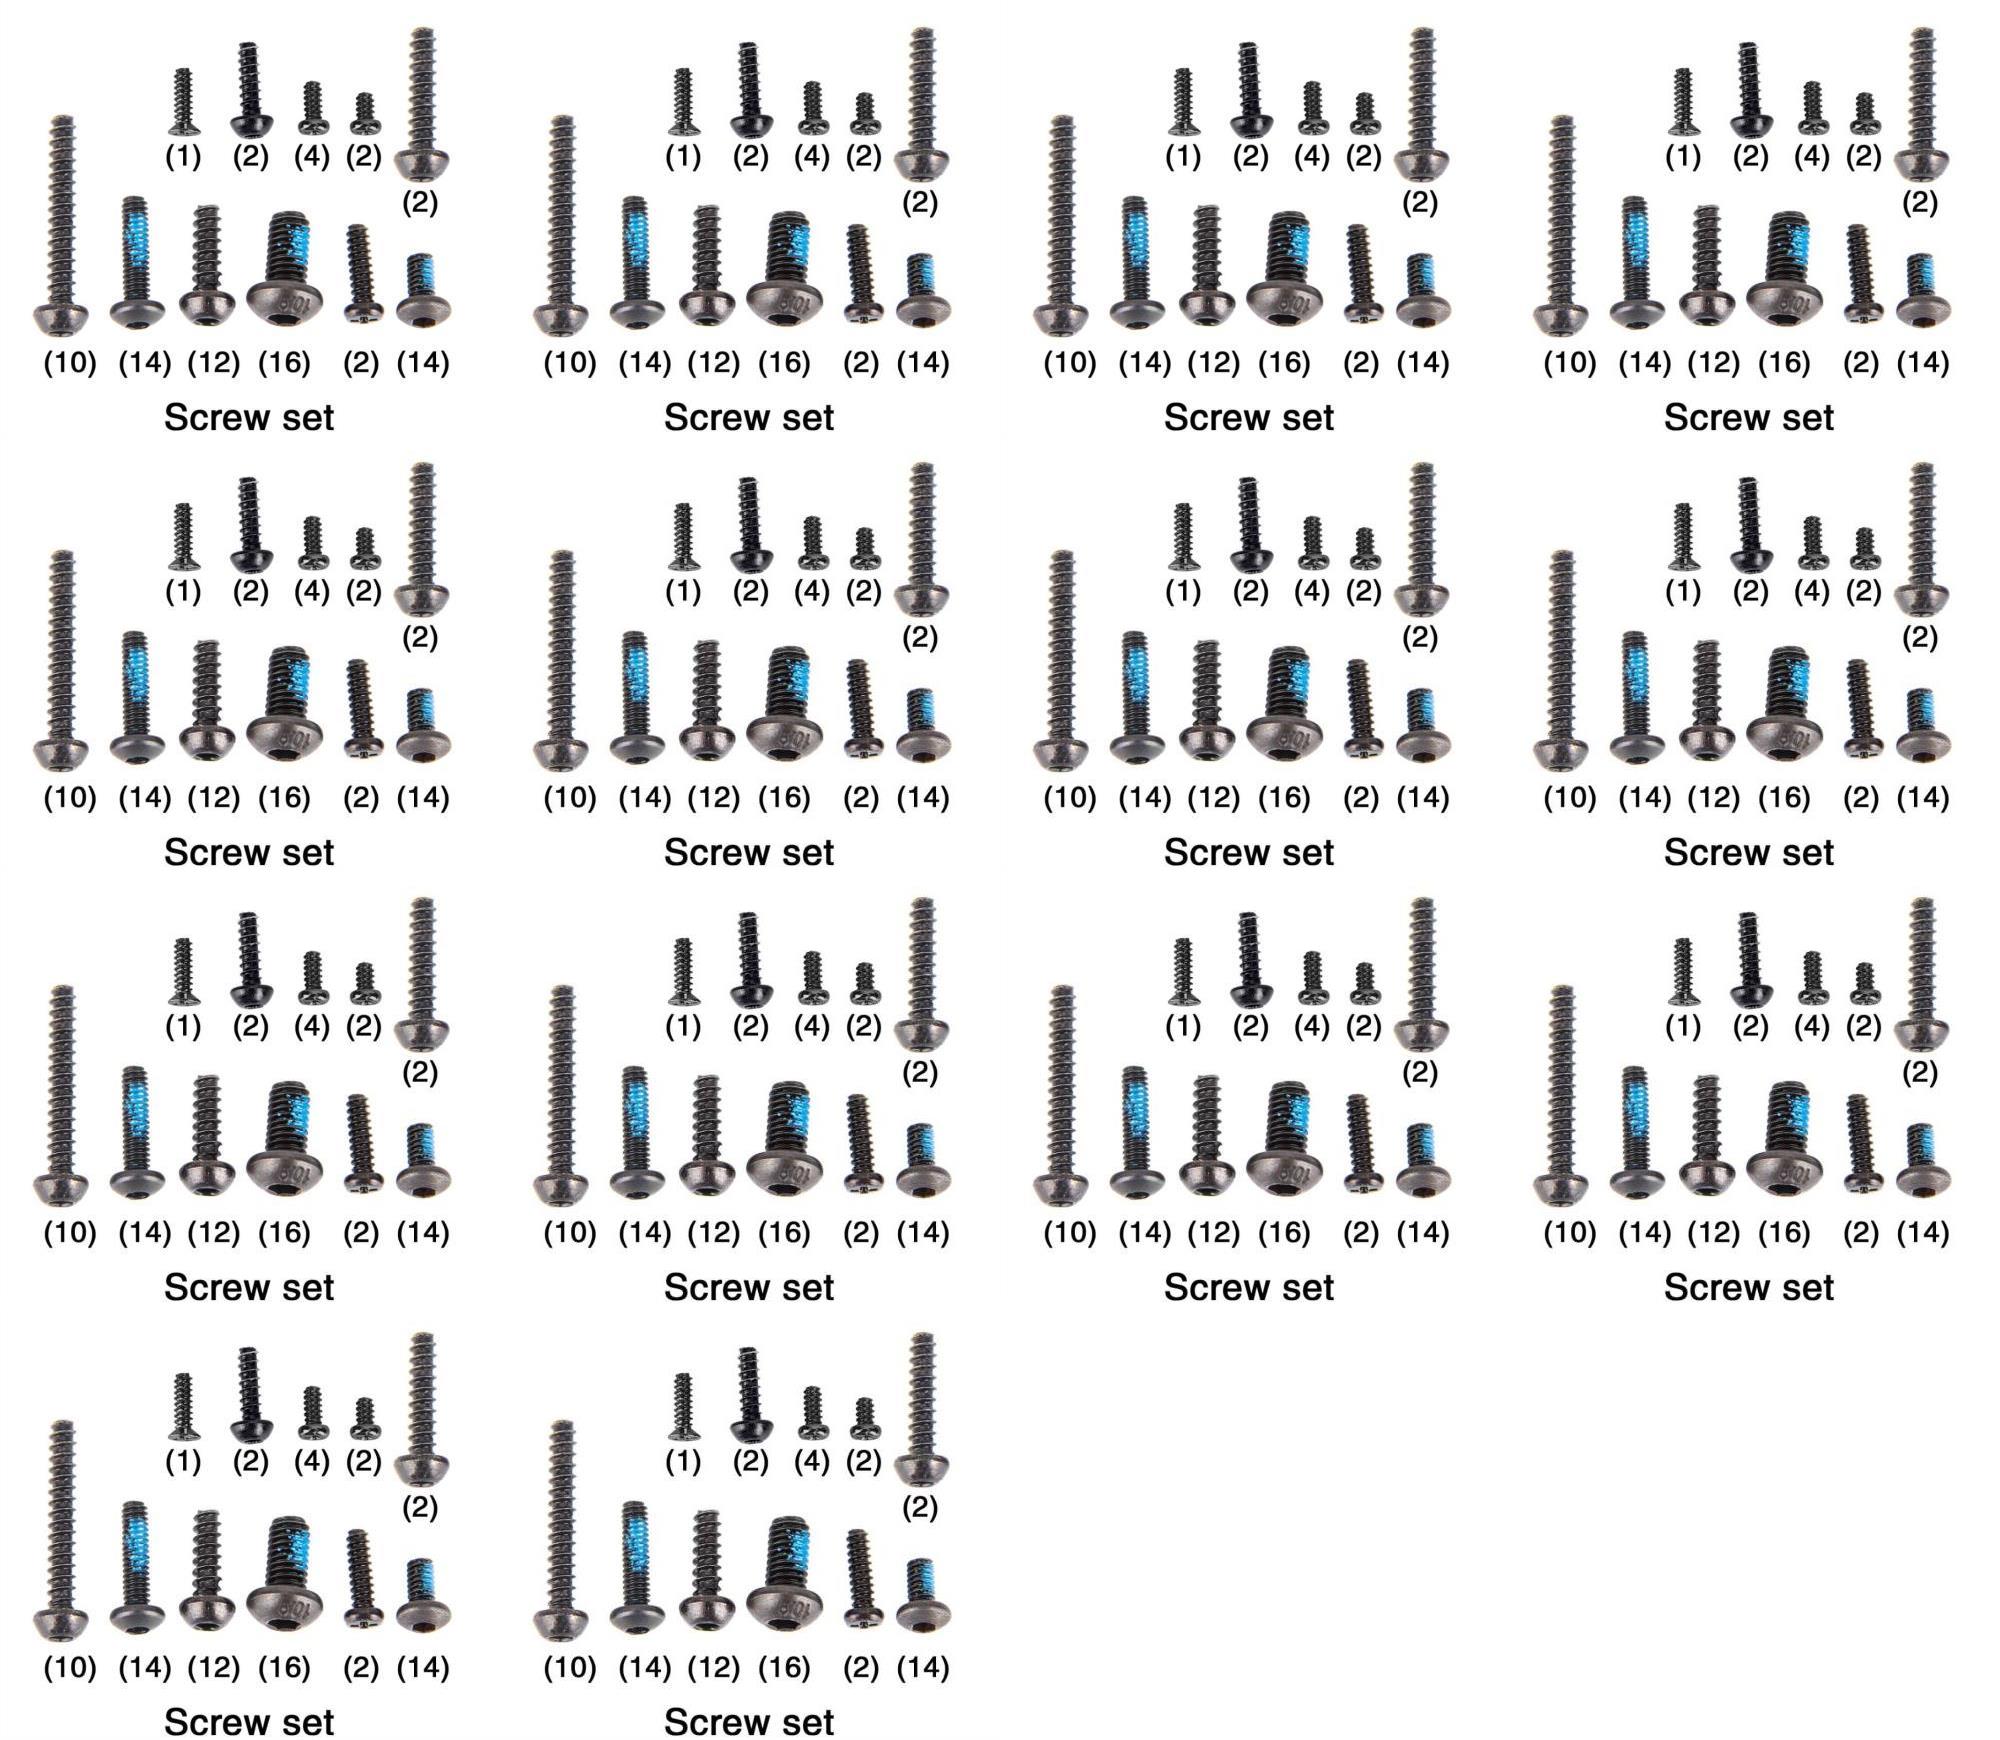 (1) (2) (4) (2) (1) (2) (4) (2) (1) (2) (4) (2) (1) (2) (4) (2)
(2) (2) (2) (2)
(10) (14) (12) (16) (2) (14) (10) (14) (12) (16) (2) (14) (10) (14) (12) (16) (2) (14) (10) (14) (12) (16) (2) (14)
Screw set Screw set Screw set Screw set
(1) (2) (4) (2) (1) (2) (4) (2) (1) (2) (4) (2) (1) (2) (4) (2)
(2) (2) (2) (2)
(10) (14) (12) (16) (2) (14) (10) (14) (12) (16) (2) (14) (10) (14) (12) (16) (2) (14) (10) (14) (12) (16) (2) (14)
Screw set Screw set Screw set Screw set
(1) (2) (4) (2) (1) (2) (4) (2) (1) (2) (4) (2) (1) (2) (4) (2)
(2) (2) (2) (2)
(10) (14) (12) (16) (2) (14) (10) (14) (12) (16) (2) (14) (10) (14) (12) (16) (2) (14) (10) (14) (12) (16) (2) (14)
Screw set Screw set Screw set Screw set
(1) (2) (4) (2) (1) (2) (4) (2)
(2) (2)
(10) (14) (12) (16) (2) (14) (10) (14) (12) (16) (2) (14)
Screw set Screw set